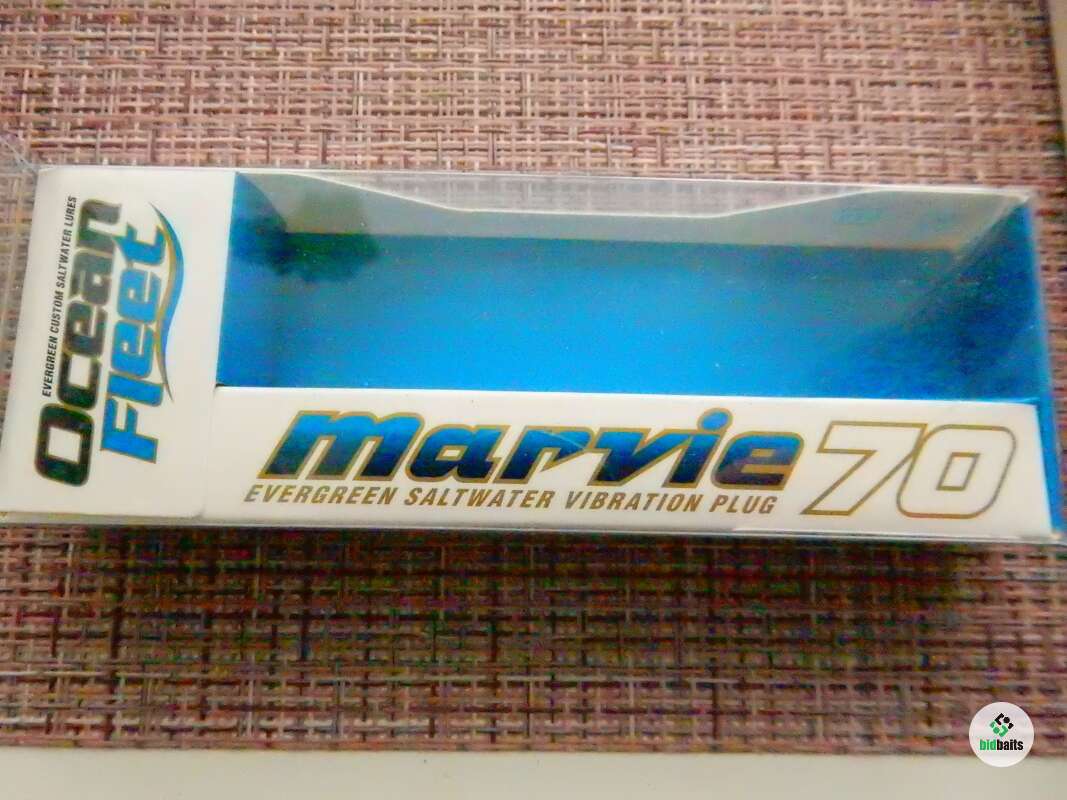 EVERGREEN CUSTOM SALTWATER LURES
Ocean
Fleet
marvie 70
EVERGREEN SALTWATER VIBRATION PLUG
bidbaits